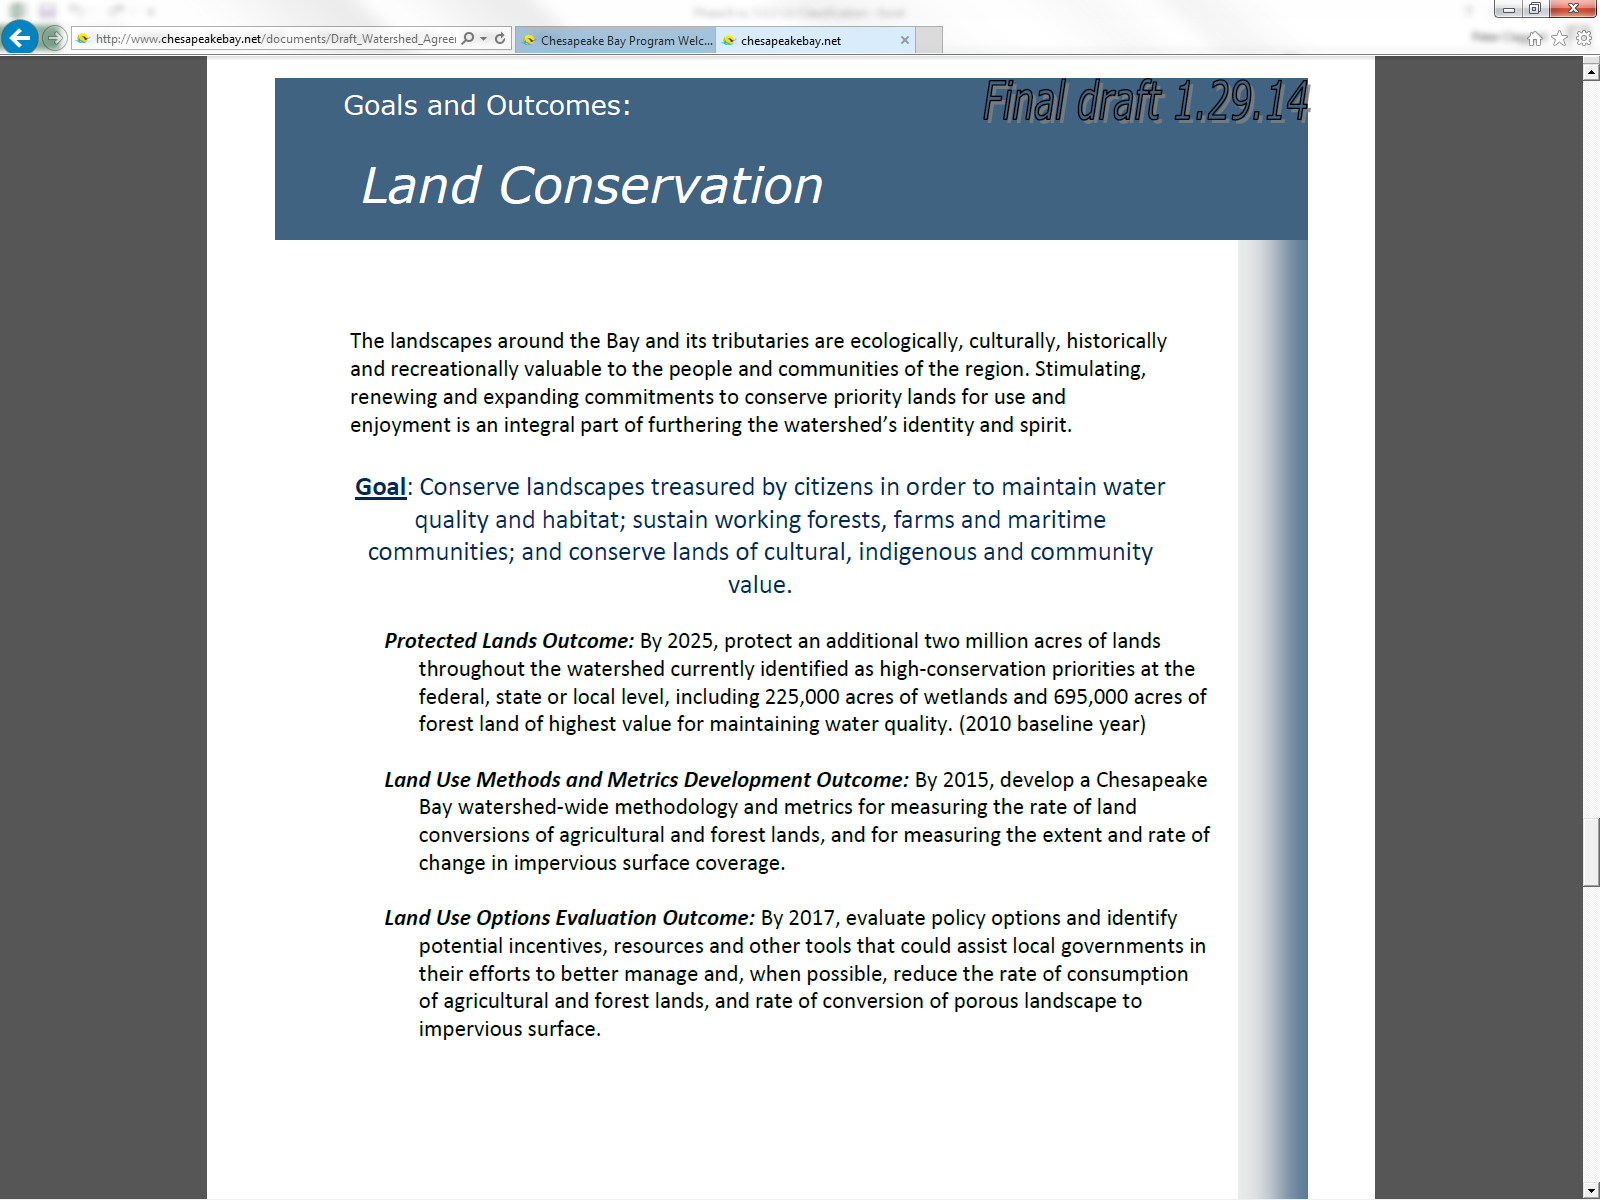 http://www.chesapeakebay.net/documents/Draft_Watershed_Agreer
Chesapeake Bay Program Welc...
chesapeakebay.net
Goals and Outcomes:
Final draft 1.29.14
Land Conservation
The landscapes around the Bay and its tributaries are ecologically, culturally, historically
and recreationally valuable to the people and communities of the region. Stimulating,
renewing and expanding commitments to conserve priority lands for use and
enjoyment is an integral part of furthering the watershed’s identity and spirit.
Goal: Conserve landscapes treasured by citizens in order to maintain water
quality and habitat; sustain working forests, farms and maritime
communities; and conserve lands of cultural, indigenous and community
value.
Protected Lands Outcome: By 2025, protect an additional two million acres of lands
throughout the watershed currently identified as high-conservation priorities at the
federal, state or local level, including 225,000 acres of wetlands and 695,000 acres of
forest land of highest value for maintaining water quality. (2010 baseline year)
Land Use Methods and Metrics Development Outcome: By 2015, develop a Chesapeake
Bay watershed-wide methodology and metrics for measuring the rate of land
conversions of agricultural and forest lands, and for measuring the extent and rate of
change in impervious surface coverage.
Land Use Options Evaluation Outcome: By 2017, evaluate policy options and identify
potential incentives, resources and other tools that could assist local governments in
their efforts to better manage and, when possible, reduce the rate of consumption
of agricultural and forest lands, and rate of conversion of porous landscape to
impervious surface.